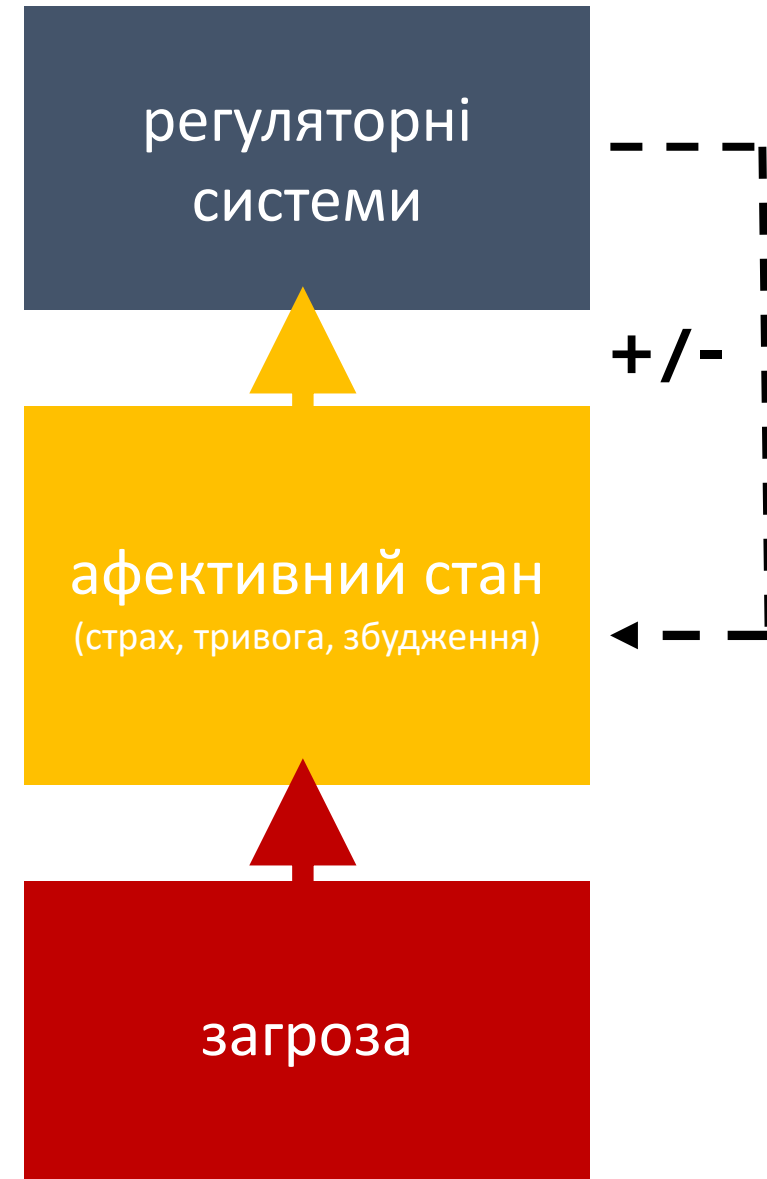 регуляторні
системи
+/-
афективний стан
(страх, тривога, збудження)
загроза